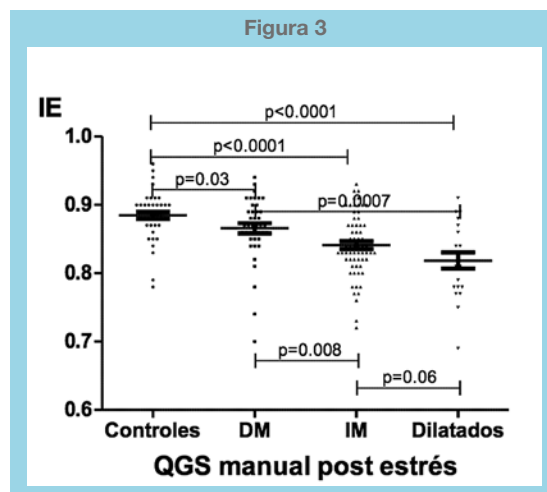 Figura 3
IE
p<0.0001
1.0
p<0.0001
p=0.03
0.9
p=0.0007
0.8
0.7
p=0.008
p=0.06
0.6
Controles DM IM Dilatados
QGS manual post estrés